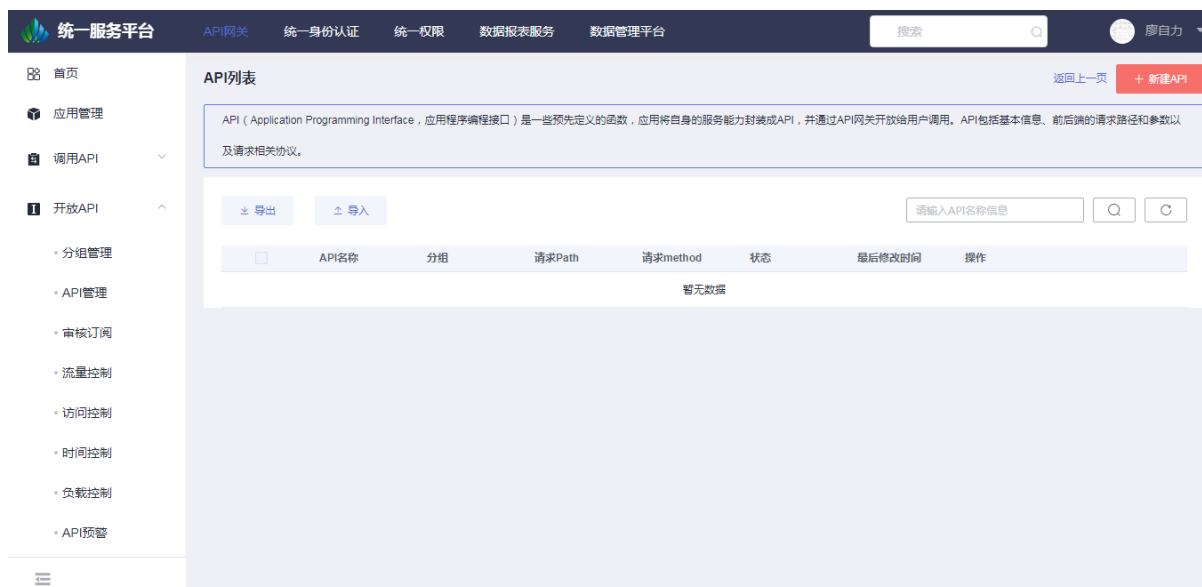 统一服务平台
API网关 统一身份认证 统一权限 数据报表服务 数据管理平台 搜索 廖自力
首页
应用管理
调用API
开放API
分组管理
API管理
审核订阅
流量控制
访问控制
时间控制
负载控制
API预警
API列表
返回上一页 + 新建API
API（Application Programming Interface，应用程序编程接口）是一些预先定义的函数，应用将自身的服务能力封装成API，并通过API网关开放给用户调用。API包括基本信息、前后端的请求路径和参数以
及请求相关协议。
导出 导入 请输入API名称信息
API名称 分组 请求Path 请求method 状态 最后修改时间 操作
暂无数据